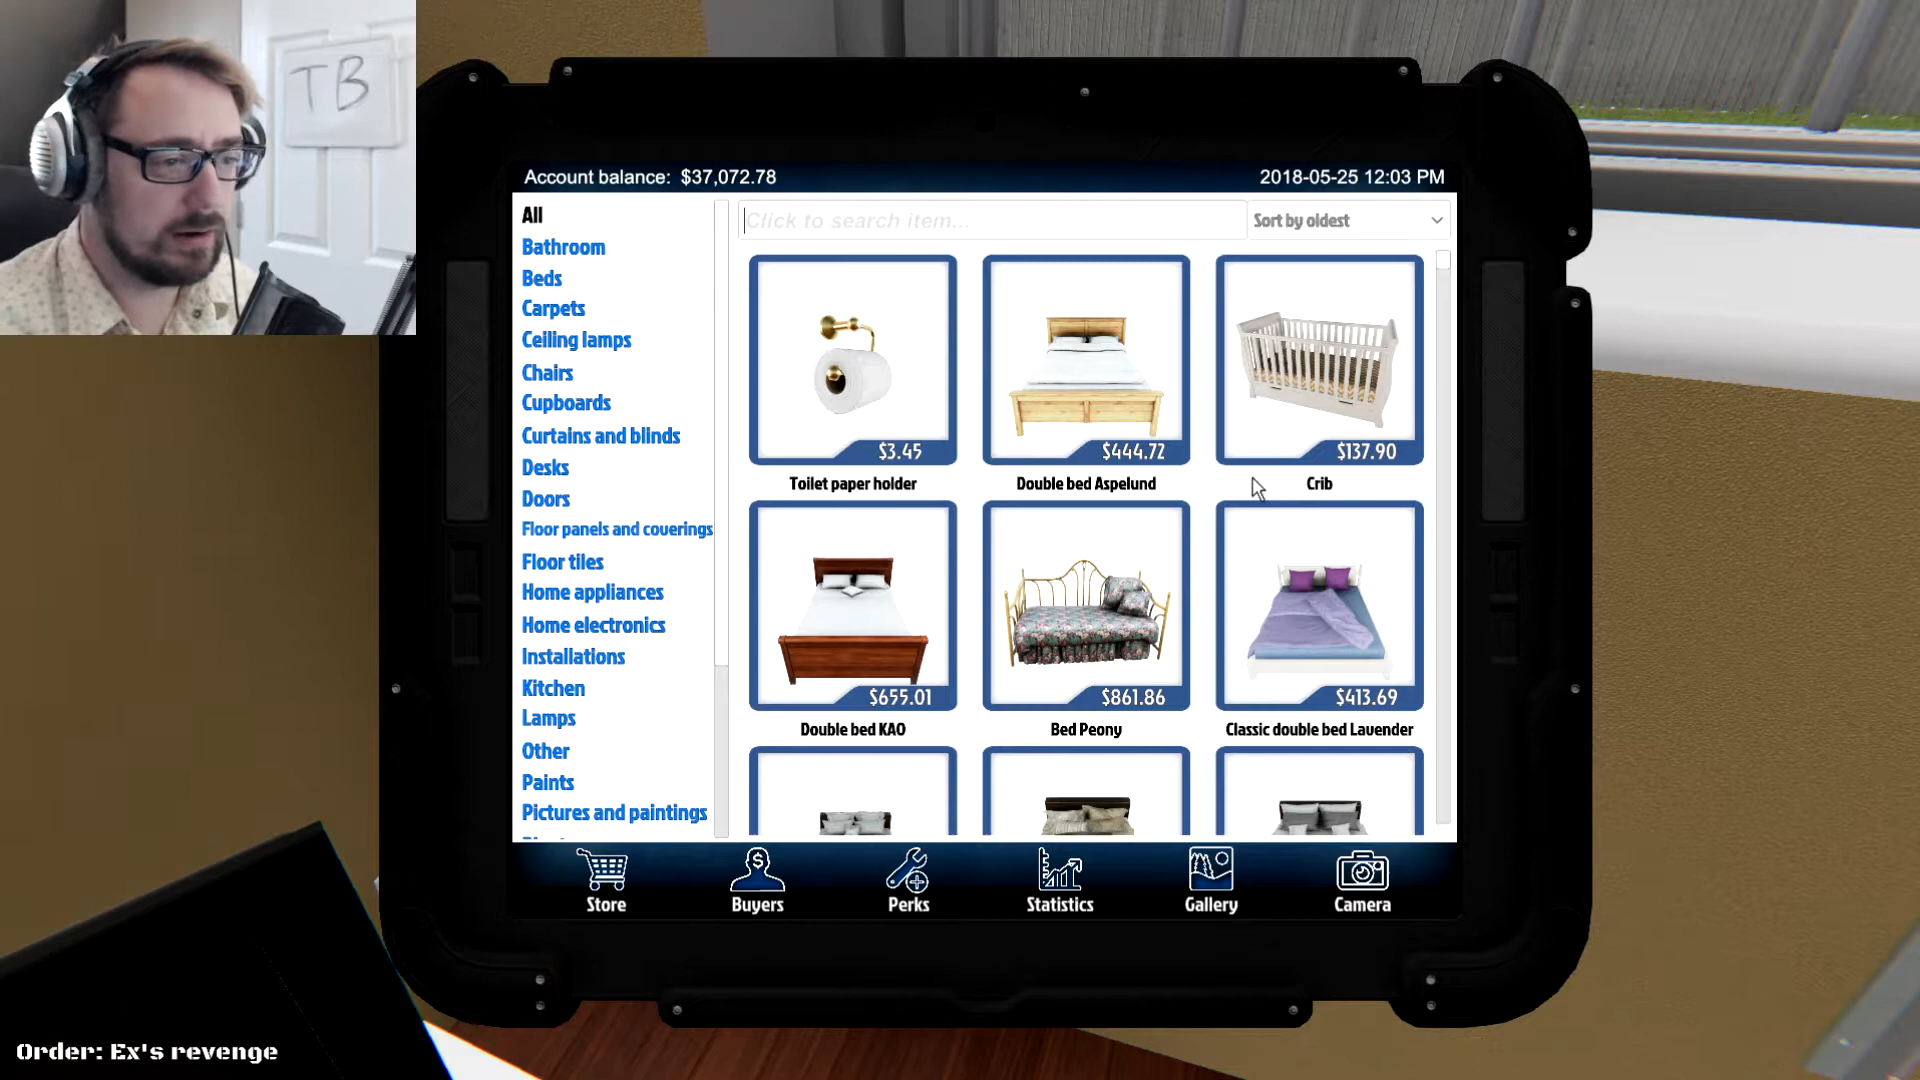 TB
Account balance: $37,072.78
2018-05-25 12:03 PM
All
Bathroom
Beds
Carpets
Ceiling lamps
Chairs
Cupboards
Curtains and blinds
Desks
Doors
Floor panels and coverings
Floor tiles
Home appliances
Home electronics
Installations
Kitchen
Lamps
Other
Paints
Pictures and paintings
Click to search item...
Sort by oldest
$3.45
$444.72
$137.90
Toilet paper holder
Double bed Aspelund
Crib
$655.01
$861.86
$413.69
Double bed KAO
Bed Peony
Classic double bed Lavender
Store
Buyers
Perks
Statistics
Gallery
Camera
Order: Ex's revenge